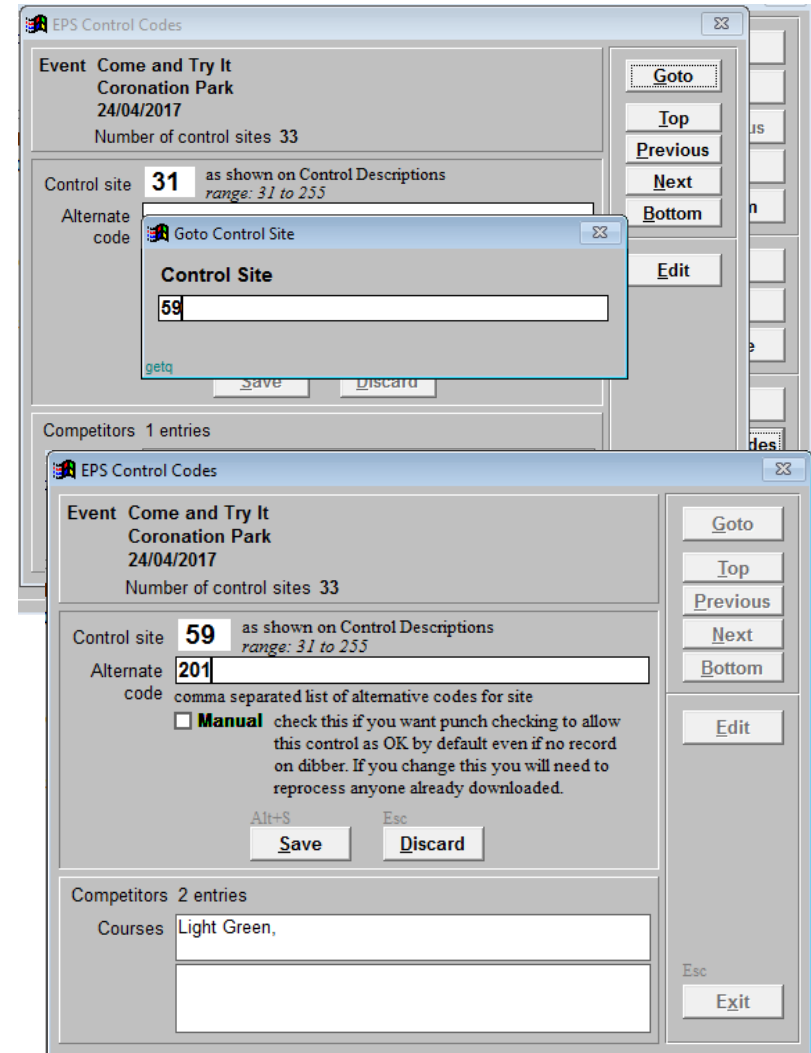 EPS Control Codes
Event Come and Try It
Coronation Park
24/04/2017
Number of control sites 33
Goto
Top
Previous
Next
Bottom
Edit
Control site 31 as shown on Control Descriptions
range: 31 to 255
Alternate
code
Goto Control Site
Control Site
59
getq
Save Discard
Competitors 1 entries
EPS Control Codes
Event Come and Try It
Coronation Park
24/04/2017
Number of control sites 33
Goto
Top
Previous
Next
Bottom
Edit
Control site 59 as shown on Control Descriptions
range: 31 to 255
Alternate 201
code comma separated list of alternative codes for site
Manual check this if you want punch checking to allow
this control as OK by default even if no record
on dibber. If you change this you will need to
reprocess anyone already downloaded.
Alt+S Esc
Save Discard
Competitors 2 entries
Courses Light Green,
Esc
Exit